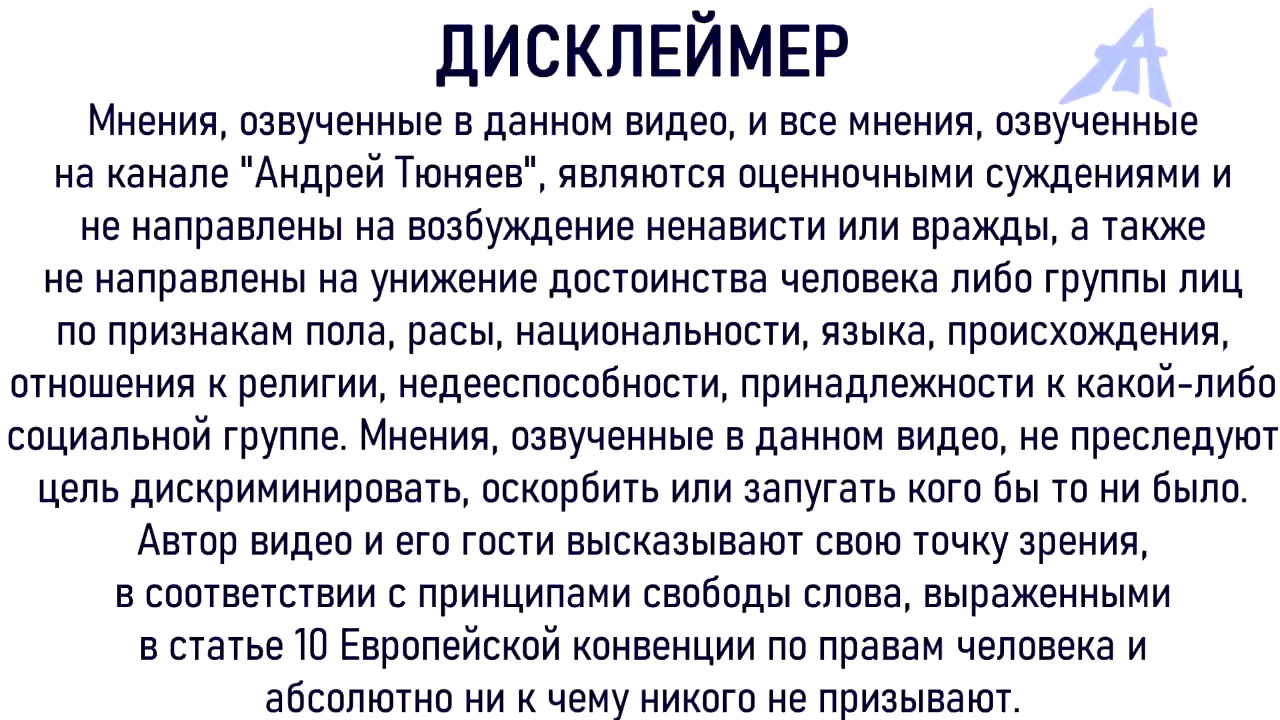 ДИСКЛЕЙМЕР
Мнения, озвученные в данном видео, и все мнения, озвученные
на канале "Андрей Тюняев", являются оценночными суждениями и
не направлены на возбуждение ненависти или вражды, а также
не направлены на унижение достоинства человека либо группы лиц
по признакам пола, расы, национальности, языка, происхождения,
отношения к религии, недееспособности, принадлежности к какой-либо
социальной группе. Мнения, озвученные в данном видео, не преследуют
цель дискриминировать, оскорбить или запугать кого бы то ни было.
Автор видео и его гости высказывают свою точку зрения,
в соответствии с принципами свободы слова, выраженными
в статье 10 Европейской конвенции по правам человека и
абсолютно ни к чему никого не призывают.